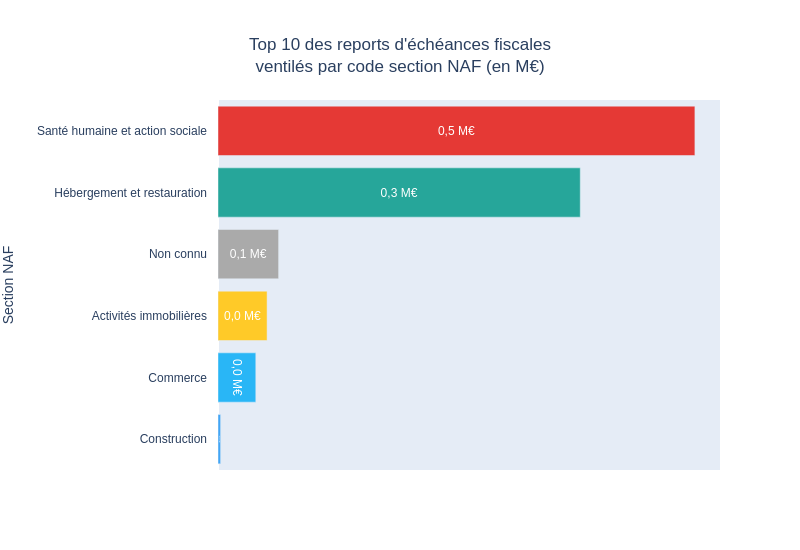 Top 10 des reports d'échéances fiscales
ventilés par code section NAF (en M€)
Section NAF
Santé humaine et action sociale
0,5 M€
Hébergement et restauration
0,3 M€
Non connu
0,1 M€
Activités immobilières
0,0 M€
Commerce
0,0 M€
Construction